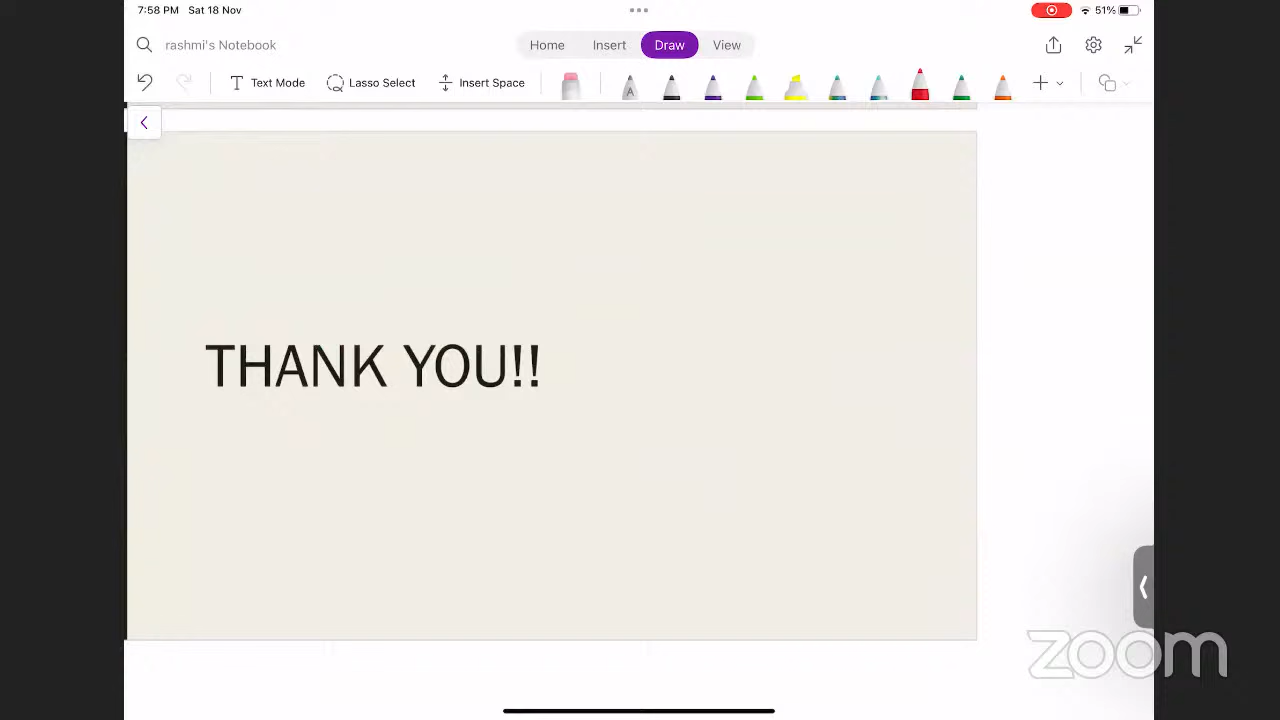 7:58 PM Sat 18 Nov
51%
rashmi's Notebook
Home Insert Draw View
Text Mode Lasso Select Insert Space
A
THANK YOU!!
zoom